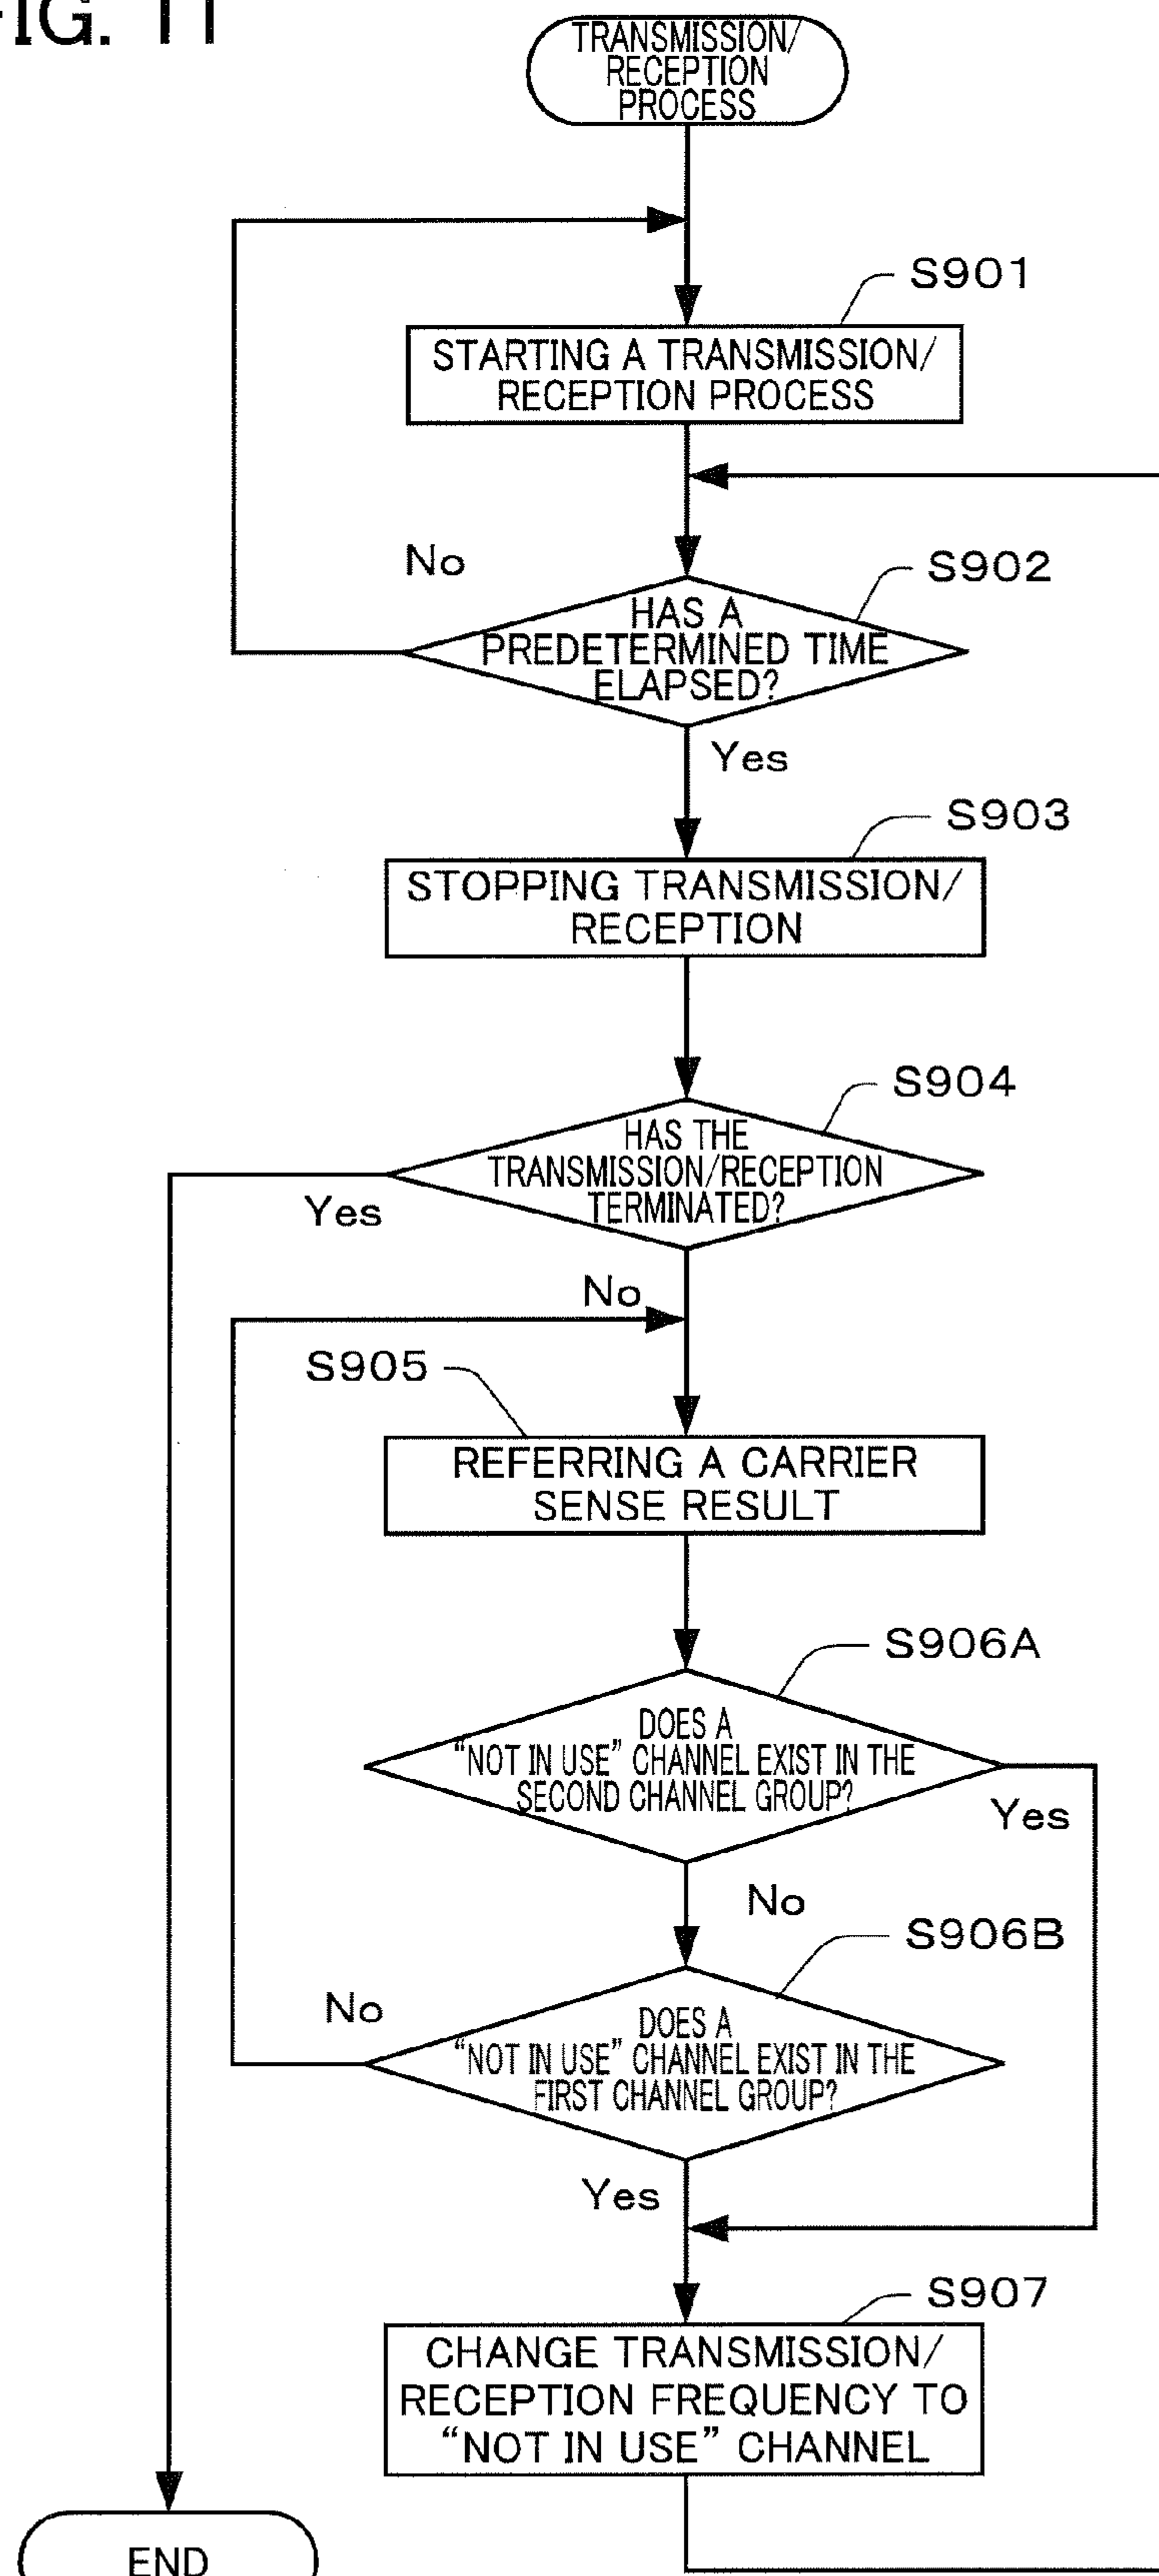 FIG. 11
TRANSMISSION/
RECEPTION
PROCESS
S901
STARTING A TRANSMISSION/
RECEPTION PROCESS
No
S902
HAS A
PREDETERMINED TIME
ELAPSED?
Yes
S903
STOPPING TRANSMISSION/
RECEPTION
S904
HAS THE
TRANSMISSION/RECEPTION
TERMINATED?
Yes
No
S905
REFERRING A CARRIER
SENSE RESULT
S906A
DOES A
“NOT IN USE” CHANNEL EXIST IN THE
SECOND CHANNEL GROUP?
Yes
No
S906B
No
DOES A
“NOT IN USE” CHANNEL EXIST IN THE
FIRST CHANNEL GROUP?
Yes
S907
CHANGE TRANSMISSION/
RECEPTION FREQUENCY TO
“NOT IN USE” CHANNEL
END